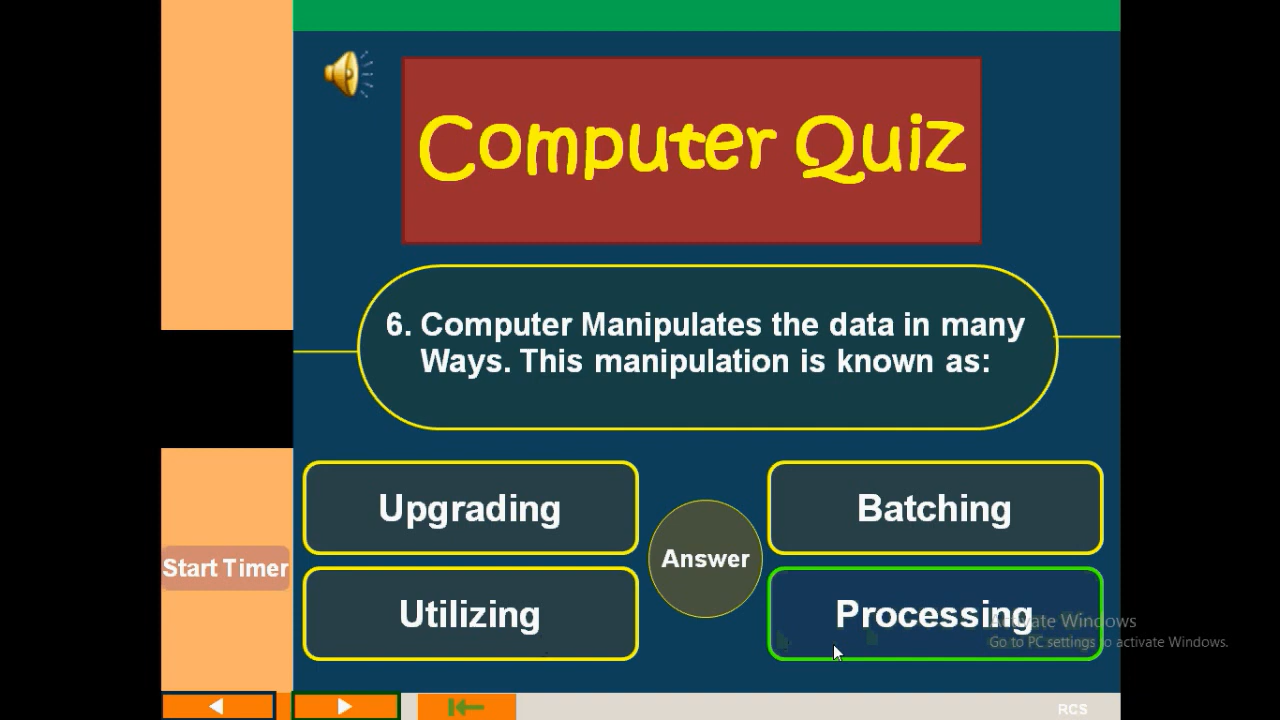 Computer Quiz
6. Computer Manipulates the data in many
Ways. This manipulation is known as:
Upgrading
Batching
Answer
Start Timer
Utilizing
Processing
Activate Windows
Go to PC settings to activate Windows.
RCS